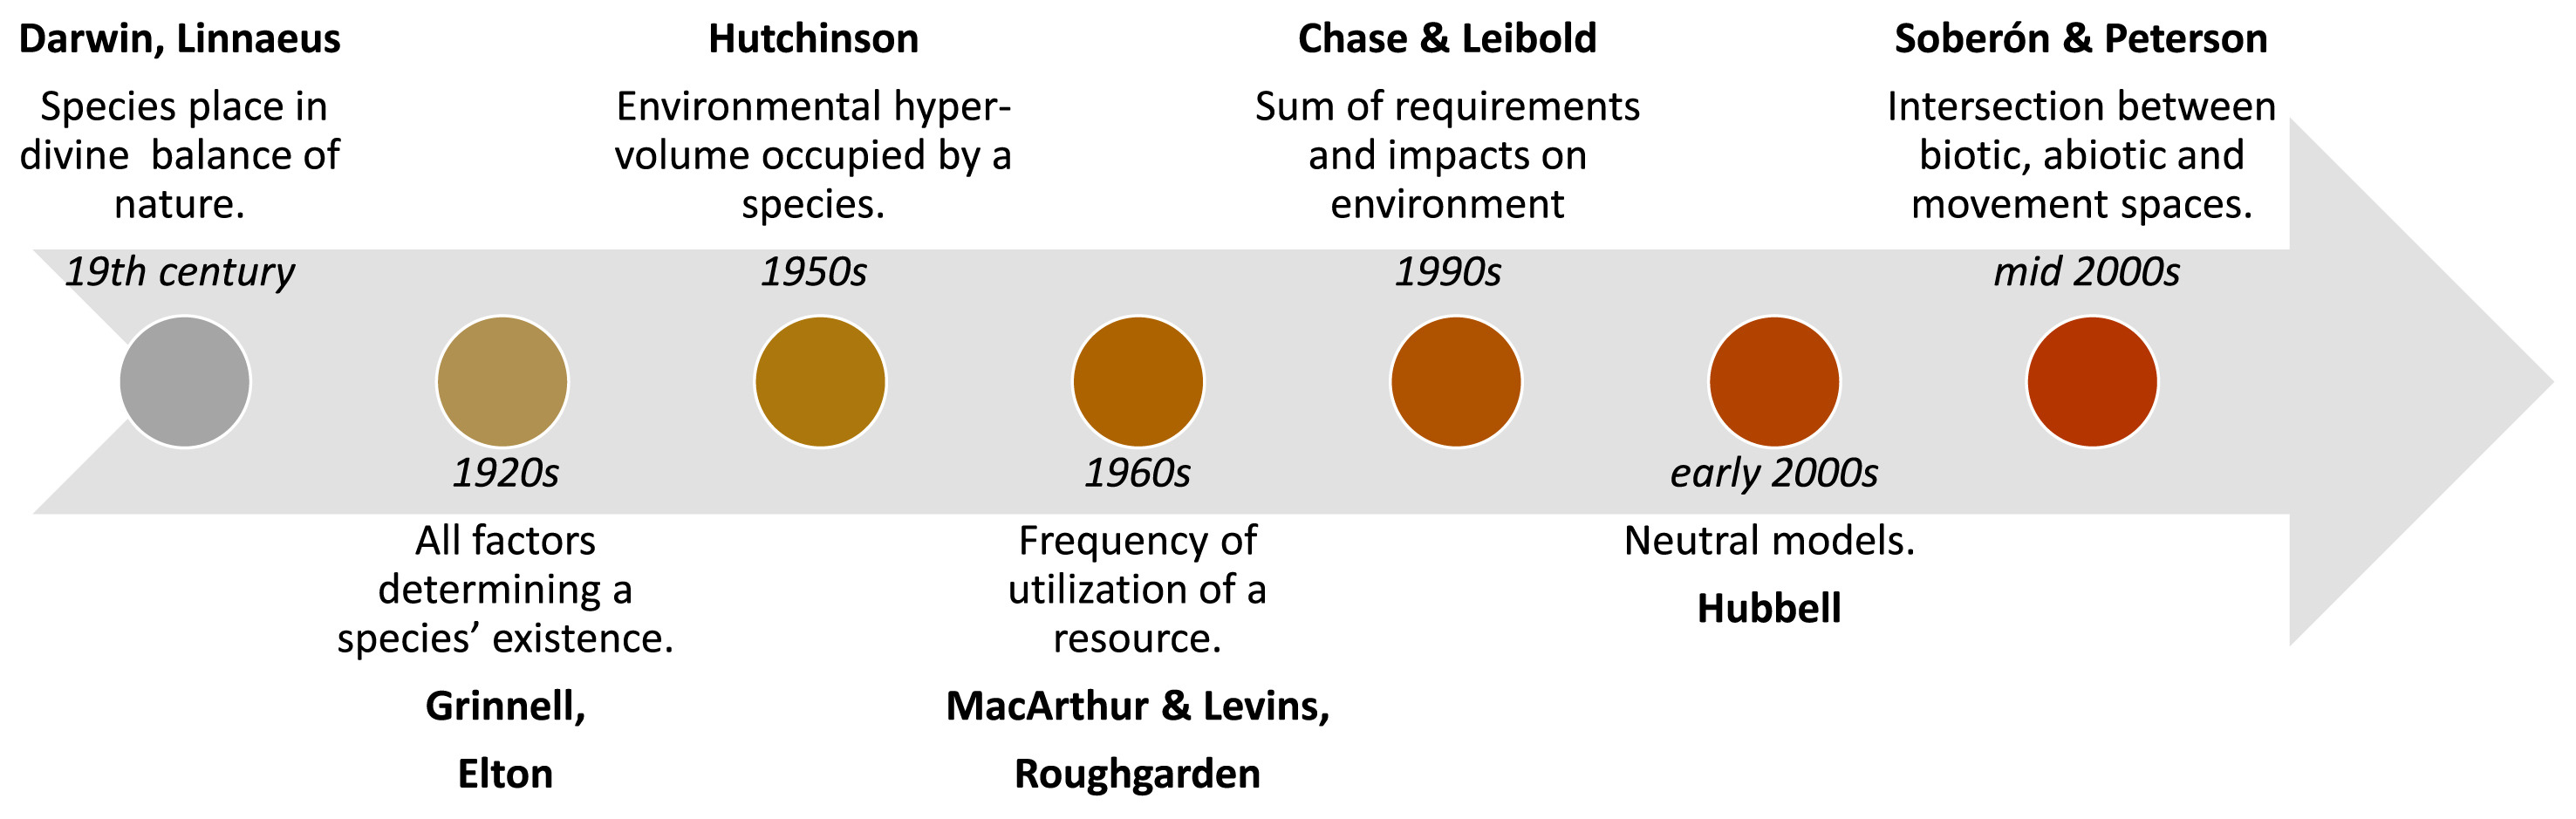 Darwin, Linnaeus
Species place in
divine balance of
nature.
19th century
1920s
All factors
determining a
species’ existence.
Grinnell,
Elton
Hutchinson
Environmental hyper-
volume occupied by a
species.
1950s
1960s
Frequency of
utilization of a
resource.
MacArthur & Levins,
Roughgarden
Chase & Leibold
Sum of requirements
and impacts on
environment
1990s
early 2000s
Neutral models.
Hubbell
Soberón & Peterson
Intersection between
biotic, abiotic and
movement spaces.
mid 2000s